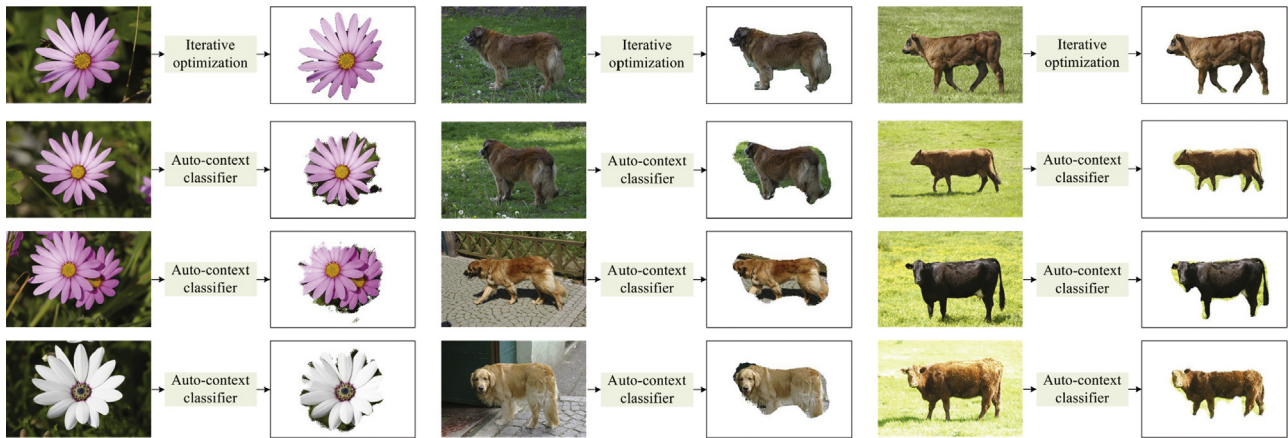 Iterative
optimization
Iterative
optimization
Iterative
optimization
Auto-context
classifier
Auto-context
classifier
Auto-context
classifier
Auto-context
classifier
Auto-context
classifier
Auto-context
classifier
Auto-context
classifier
Auto-context
classifier
Auto-context
classifier